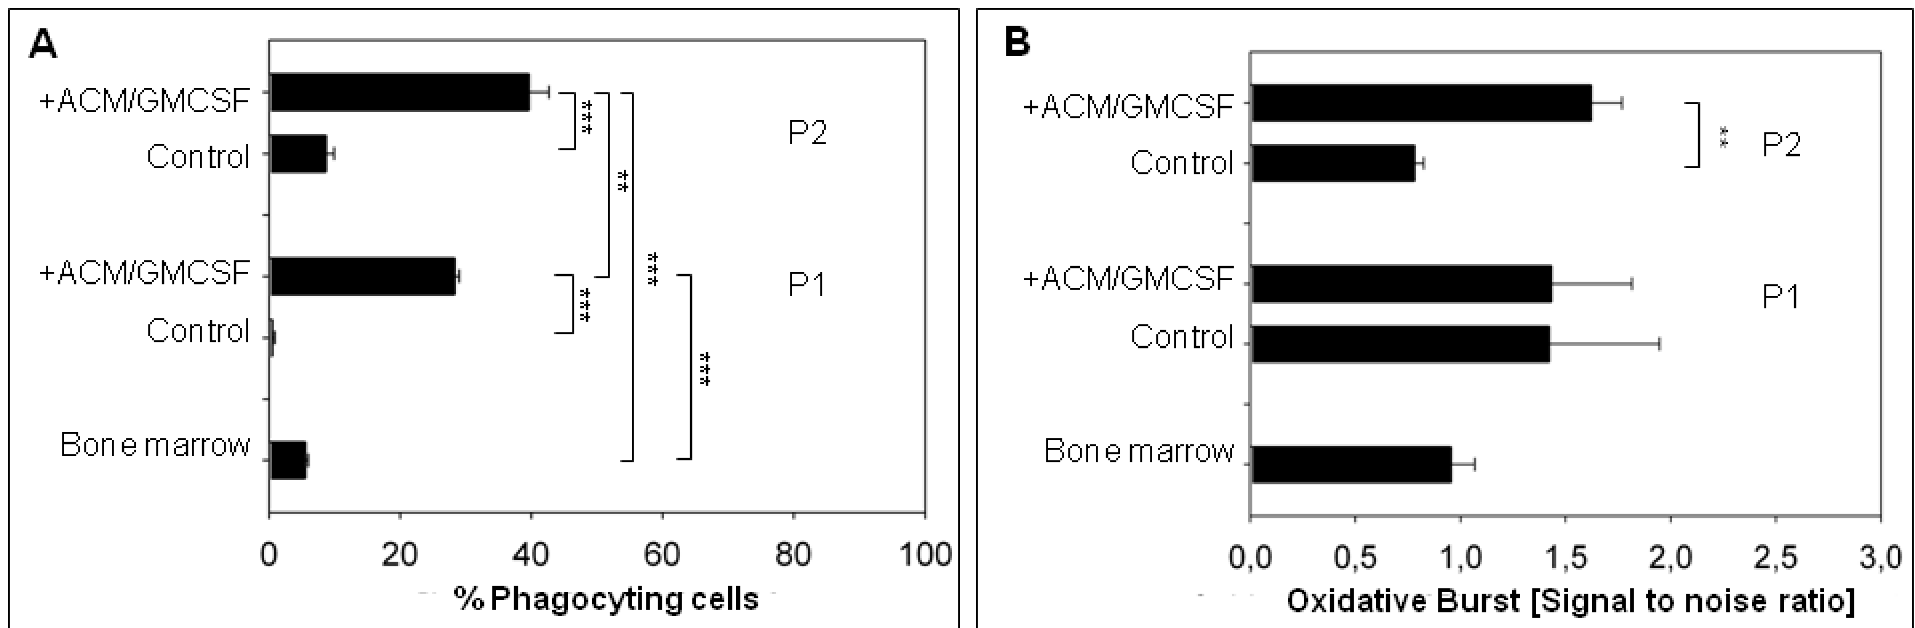 A
+ACM/GMCSF
***
P2
Control
**
+ACM/GMCSF
***
P1
***
Control
***
Bone marrow
0 20 40 60 80 100
% Phagocyting cells
B
+ACM/GMCSF
**
P2
Control
+ACM/GMCSF
P1
Control
Bone marrow
0,0 0,5 1,0 1,5 2,0 2,5 3,0
Oxidative Burst [Signal to noise ratio]